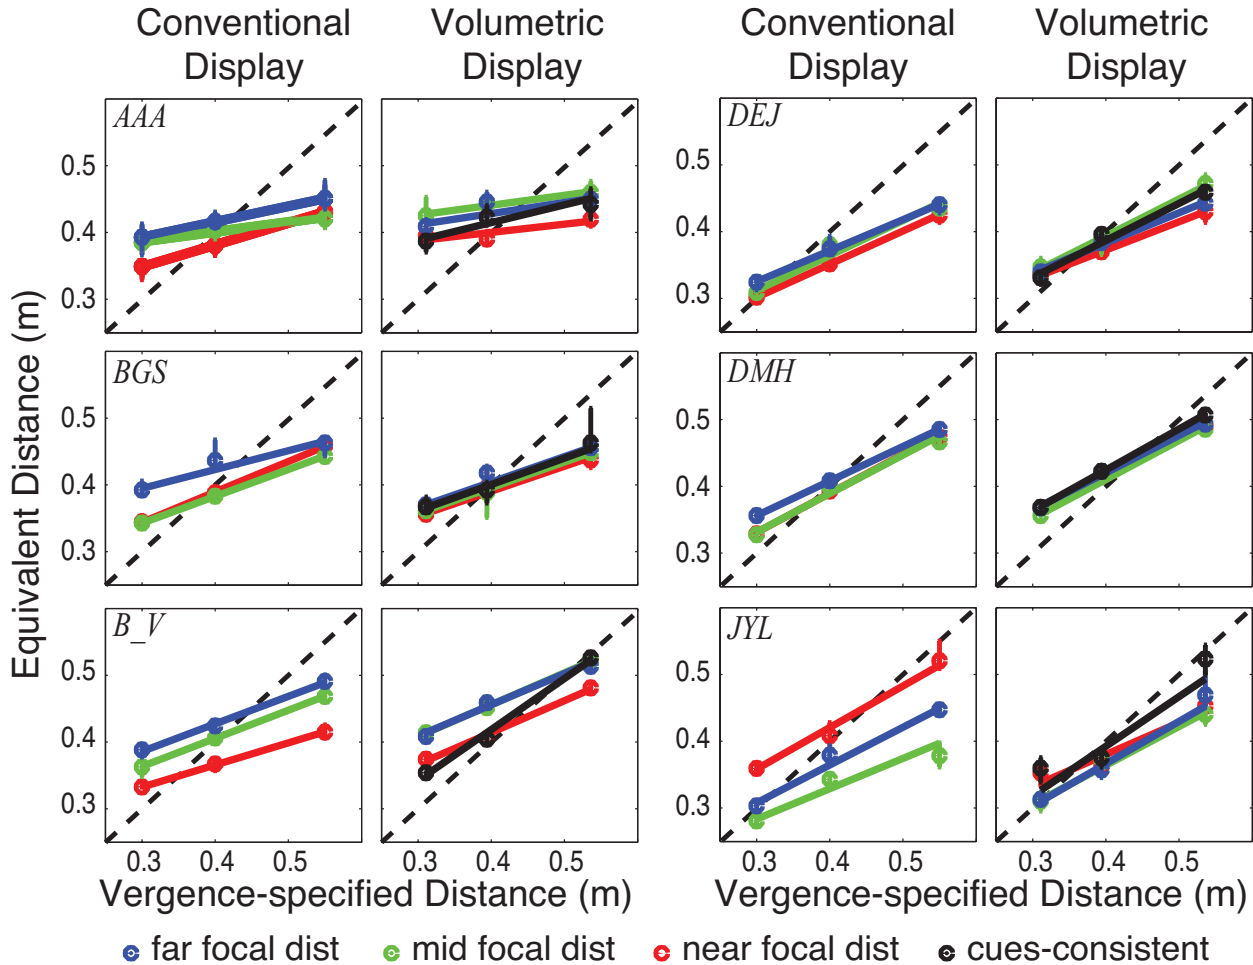 Conventional Display
Volumetric Display
Conventional Display
Volumetric Display
Equivalent Distance (m)
AAA
0.5
0.4
0.3
DEJ
0.5
0.4
0.3
BGS
0.5
0.4
0.3
DMH
0.5
0.4
0.3
B_V
0.5
0.4
0.3
JYL
0.5
0.4
0.3
0.3 0.4 0.5
0.3 0.4 0.5
0.3 0.4 0.5
0.3 0.4 0.5
Vergence-specified Distance (m)
Vergence-specified Distance (m)
far focal dist
mid focal dist
near focal dist
cues-consistent